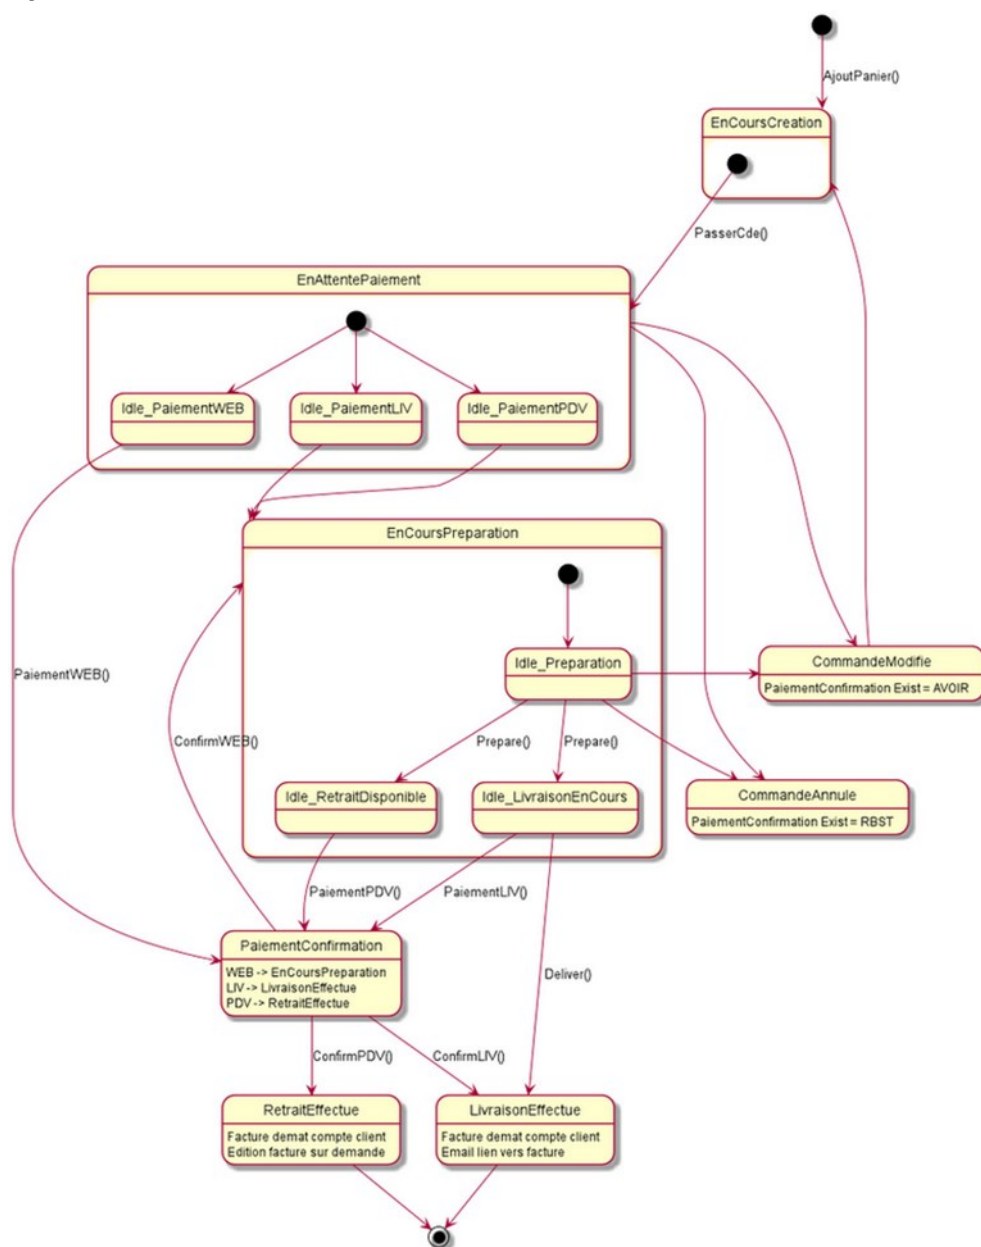 AjoutPanier()
EnCoursCreation
PasserCde()
EnAttentePaiement
Idle_PaiementWEB
Idle_PaiementLIV
Idle_PaiementPDV
EnCoursPreparation
Idle_Preparation
PaiementWEB()
ConfirmWEB()
CommandeModifie
PaiementConfirmation Exist = AVOIR
Prepare()
Prepare()
Idle_RetraitDisponible
Idle_LivraisonEnCours
CommandeAnnule
PaiementConfirmation Exist = RBST
PaiementPDV()
PaiementLIV()
PaiementConfirmation
WEB -> EnCoursPreparation
LIV -> LivraisonEffectue
PDV -> RetraitEffectue
Deliver()
ConfirmPDV()
ConfirmLIV()
RetraitEffectue
Facture demat compte client
Edition facture sur demande
LivraisonEffectue
Facture demat compte client
Email lien vers facture